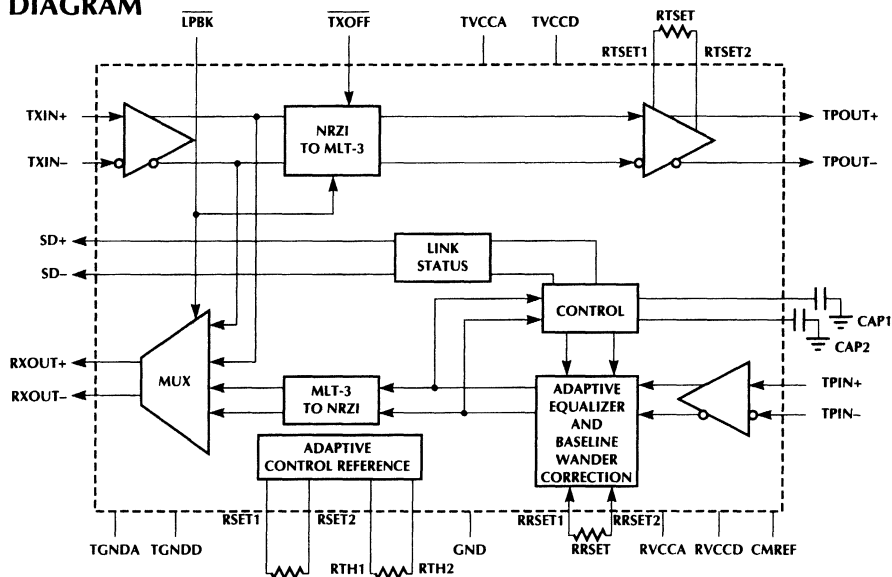 DIAGRAM
LPBK
TXOFF
TVCCA
TVCCD
RTSET
RTSET1
RTSET2
TXIN+
TXIN–
NRZI
TO MLT-3
TPOUT+
TPOUT–
SD+
SD–
LINK
STATUS
CONTROL
CAP1
CAP2
RXOUT+
RXOUT–
MUX
MLT-3
TO NRZI
ADAPTIVE
EQUALIZER
AND
BASELINE
WANDER
CORRECTION
TPIN+
TPIN–
ADAPTIVE
CONTROL REFERENCE
RSET1
RSET2
RRSET1
RRSET2
TGNDA
TGNDD
RTH1
RTH2
GND
RRSET
RVCCA
RVCCD
CMREF